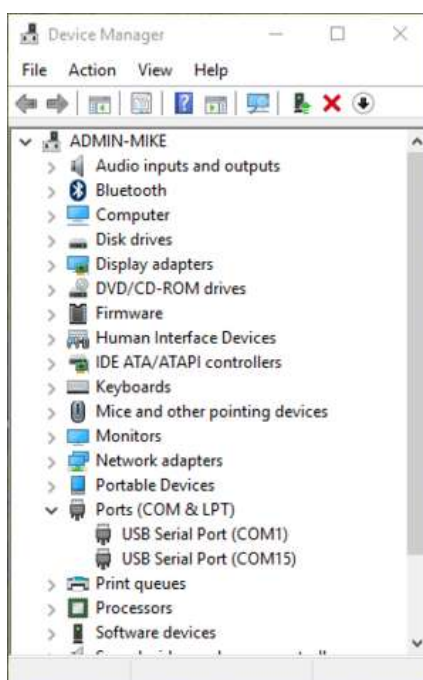 Device Manager
File Action View Help
ADMIN-MIKE
Audio inputs and outputs
Bluetooth
Computer
Disk drives
Display adapters
DVD/CD-ROM drives
Firmware
Human Interface Devices
IDE ATA/ATAPI controllers
Keyboards
Mice and other pointing devices
Monitors
Network adapters
Portable Devices
Ports (COM & LPT)
USB Serial Port (COM1)
USB Serial Port (COM15)
Print queues
Processors
Software devices